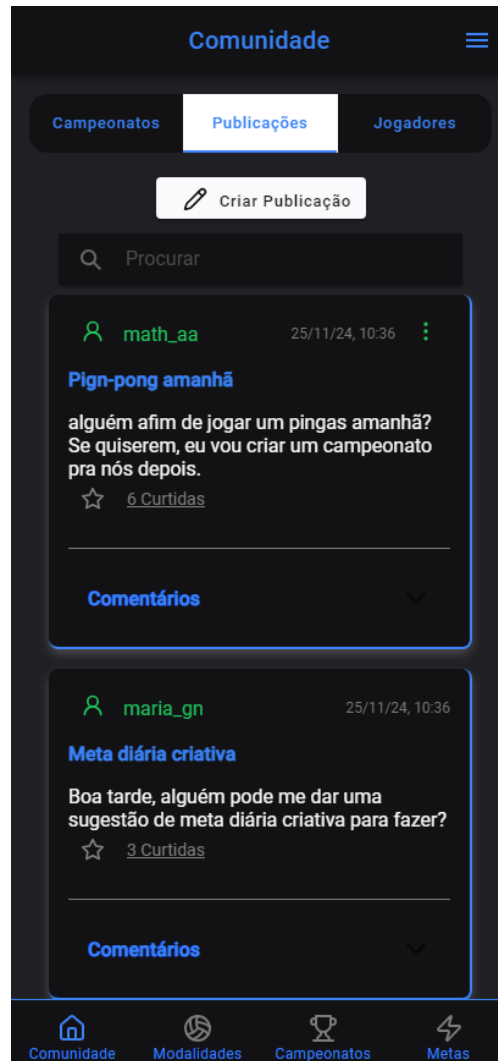 Comunidade
Campeonatos Publicações Jogadores
Criar Publicação
Procurar
math_aa 25/11/24, 10:36
Pign-pong amanhã
alguém afim de jogar um pingas amanhã?
Se quiserem, eu vou criar um campeonato
pra nós depois.
6 Curtidas
Comentários
maria_gn 25/11/24, 10:36
Meta diária criativa
Boa tarde, alguém pode me dar uma
sugestão de meta diária criativa para fazer?
3 Curtidas
Comentários
Comunidade Modalidades Campeonatos Metas